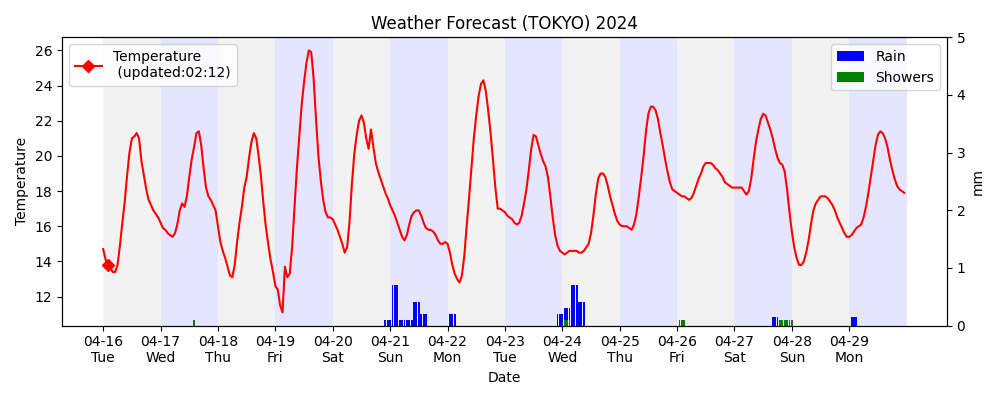 Weather Forecast (TOKYO) 2024
Temperature
(updated:02:12)
Rain
Showers
Temperature
26
24
22
20
18
16
14
12
5
4
3
2
1
0
mm
04-16 04-17 04-18 04-19 04-20 04-21 04-22 04-23 04-24 04-25 04-26 04-27 04-28 04-29
Tue Wed Thu Fri Sat Sun Mon Tue Wed Thu Fri Sat Sun Mon
Date